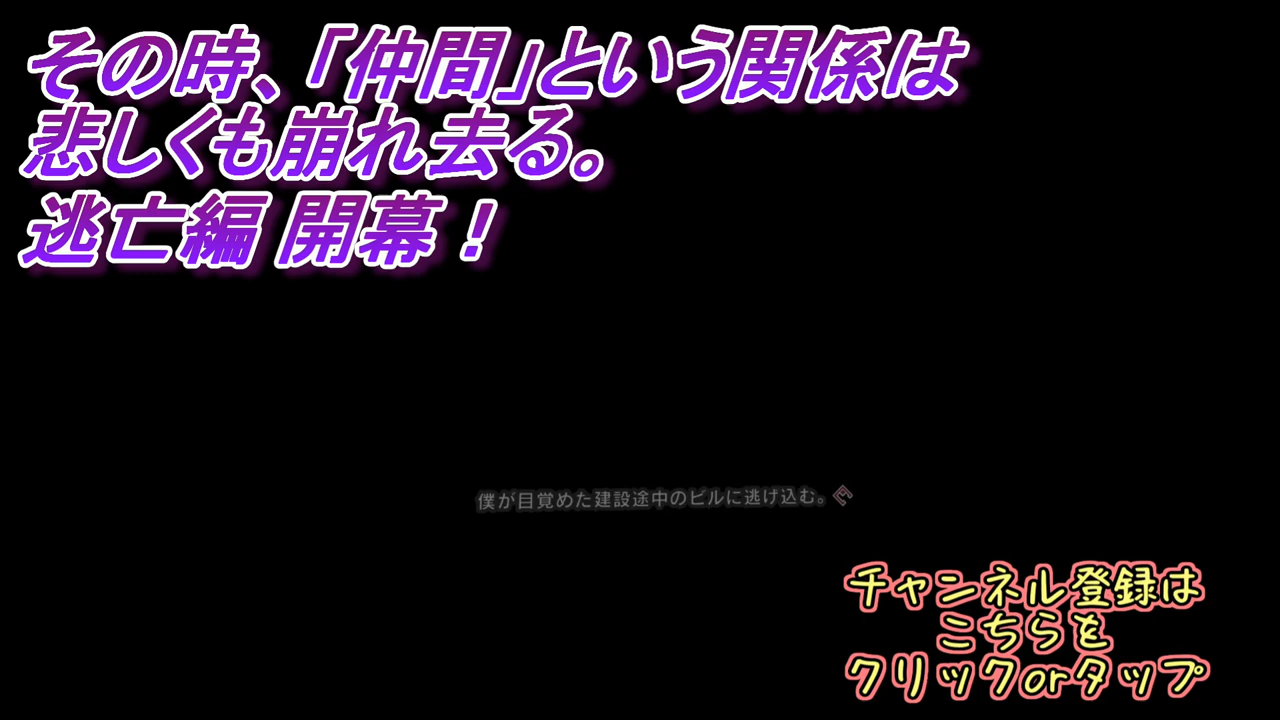 その時、「仲間」という関係は
悲しくも崩れ去る。
逃亡編 開幕！
僕が目覚めた建設途中のビルに逃げ込む。
チャンネル登録は
こちらを
クリックorタップ